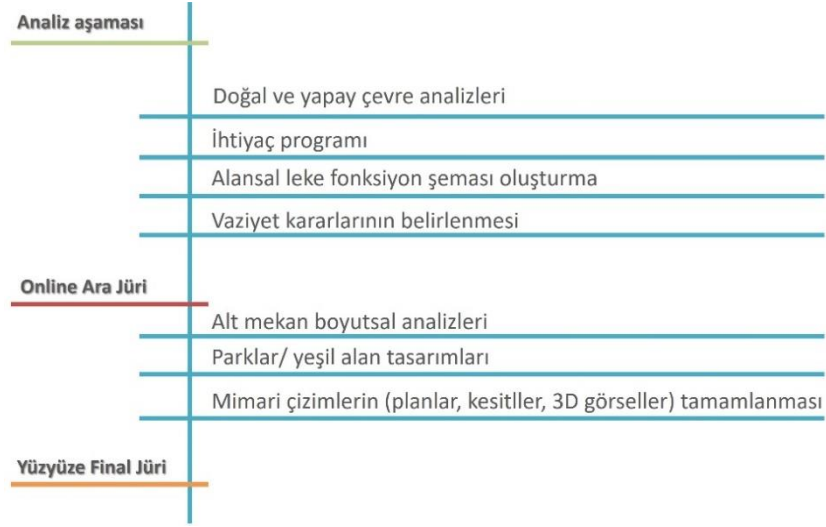 Analiz aşaması
Doğal ve yapay çevre analizleri
İhtiyaç programı
Alansal leke fonksiyon şeması oluşturma
Vaziyet kararlarının belirlenmesi
Online Ara Jüri
Alt mekan boyutsal analizleri
Parklar/ yeşil alan tasarımları
Mimari çizimlerin (planlar, kesitller, 3D görseller) tamamlanması
Yüzyüze Final Jüri